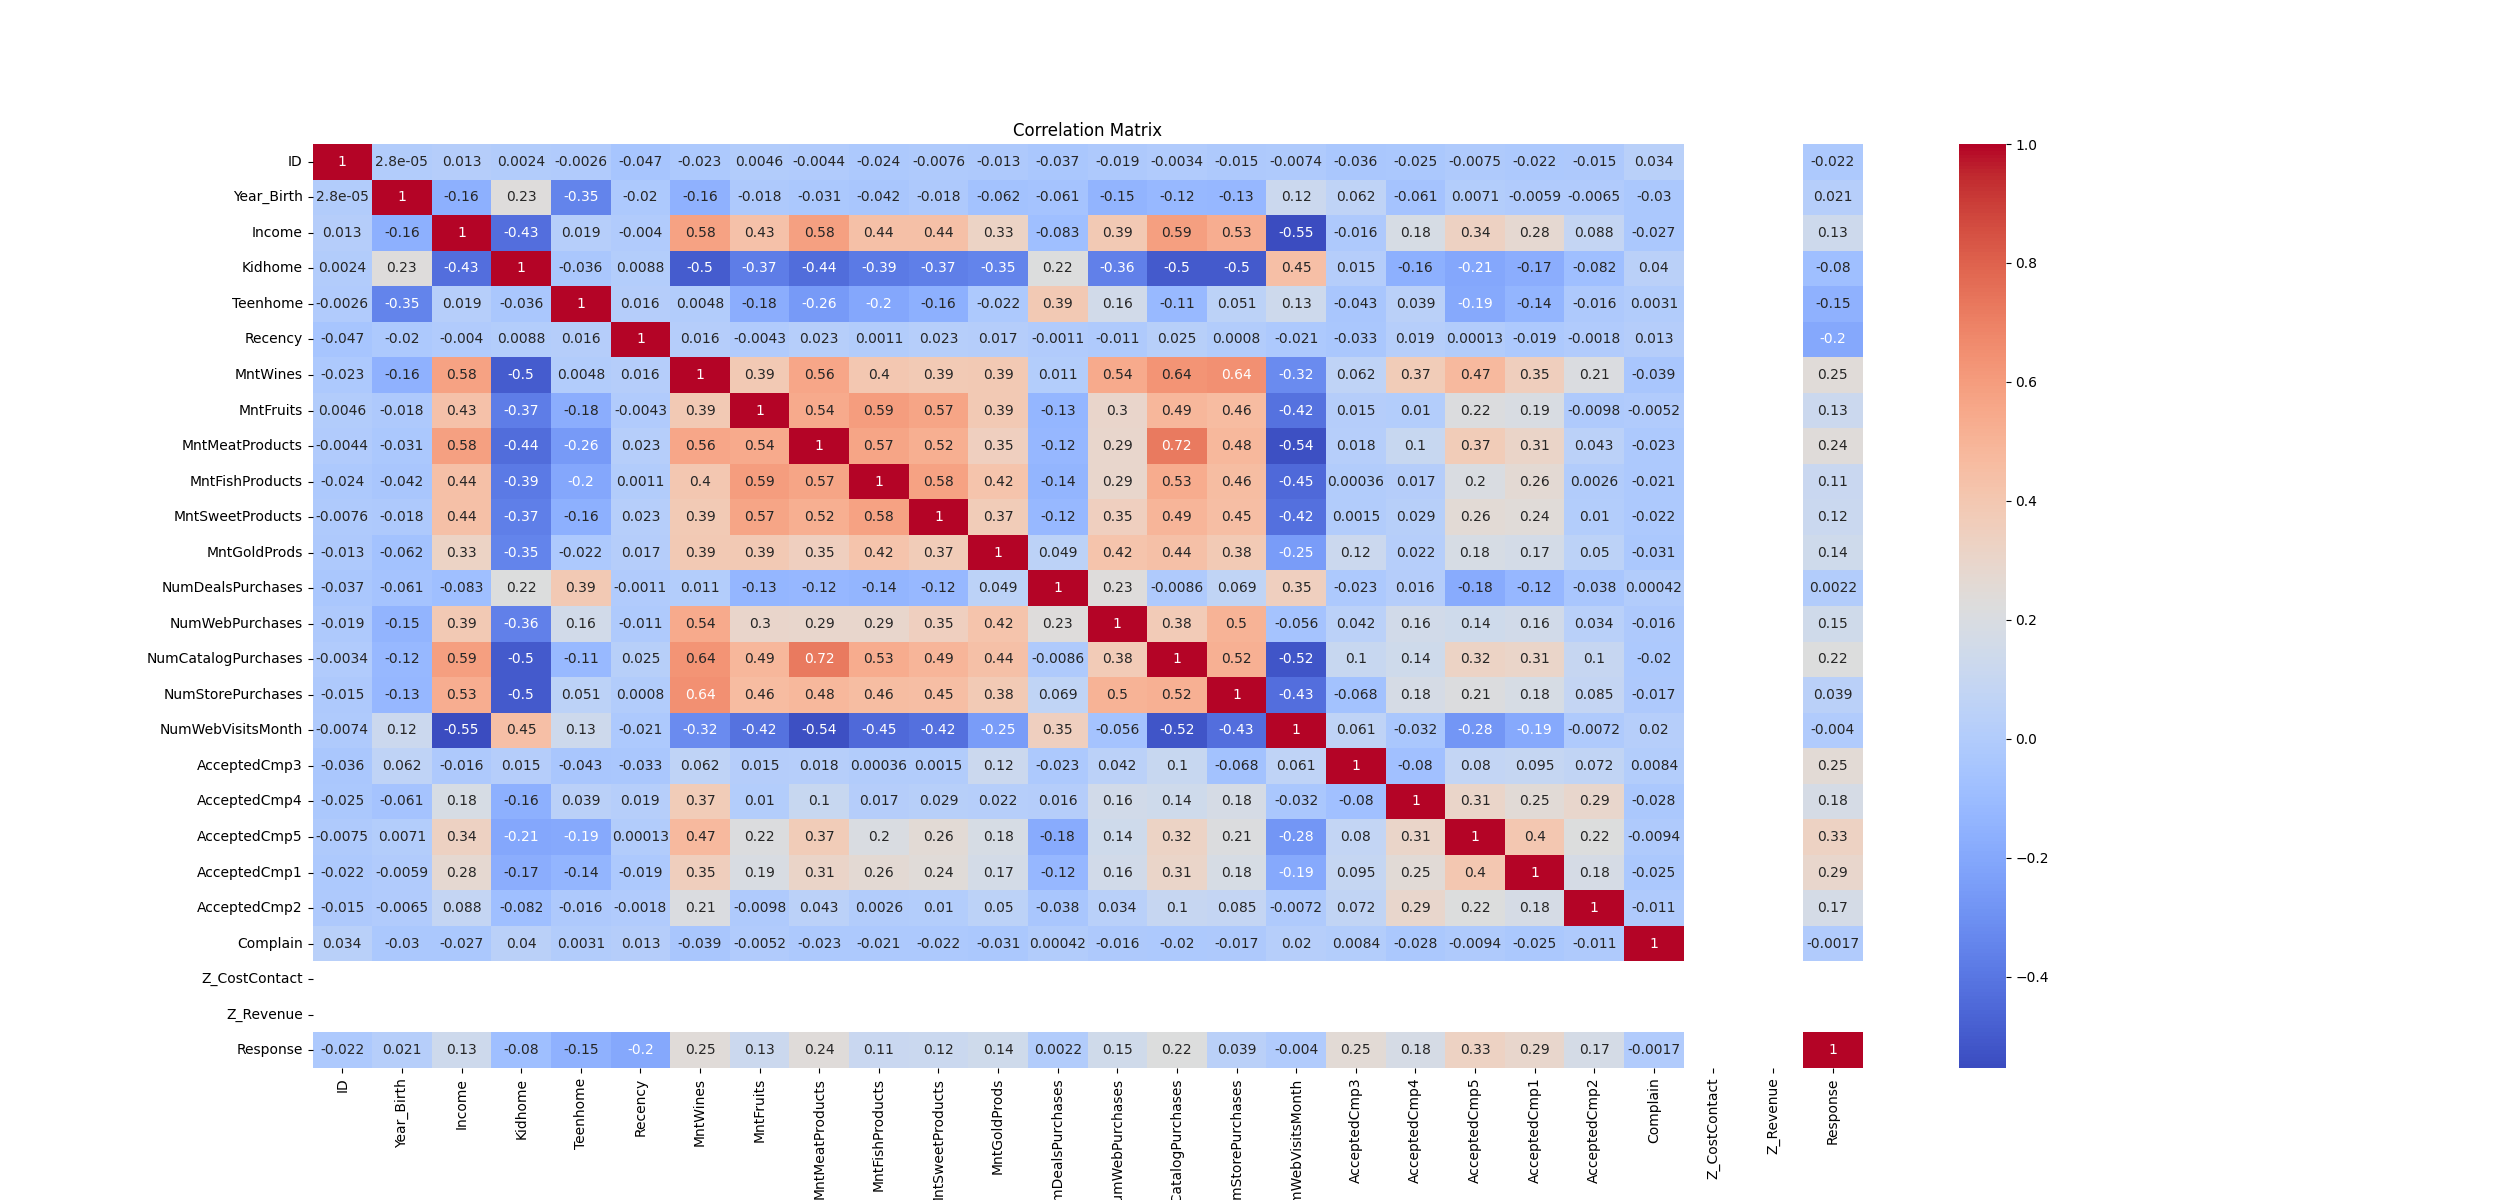 Correlation Matrix
ID 1 2.8e-05 0.013 0.0024 -0.0026 -0.047 -0.023 0.0046 -0.0044 -0.024 -0.0076 -0.013 -0.037 -0.019 -0.0034 -0.015 -0.0074 -0.036 -0.025 -0.0075 -0.022 -0.015 0.034 -0.022
Year_Birth 2.8e-05 1 -0.16 0.23 -0.35 -0.02 -0.16 -0.018 -0.031 -0.042 -0.018 -0.062 -0.061 -0.15 -0.12 -0.13 0.12 0.062 -0.061 0.0071 -0.0059 -0.0065 -0.03 0.021
Income 0.013 -0.16 1 -0.43 0.019 -0.004 0.58 0.43 0.58 0.44 0.44 0.33 -0.083 0.39 0.59 0.53 -0.55 -0.016 0.18 0.34 0.28 0.088 -0.027 0.13
Kidhome 0.0024 0.23 -0.43 1 -0.036 0.0088 -0.5 -0.37 -0.44 -0.39 -0.37 -0.35 0.22 -0.36 -0.5 -0.5 0.45 0.015 -0.16 -0.21 -0.17 -0.082 0.04 -0.08
Teenhome -0.0026 -0.35 0.019 -0.036 1 0.016 0.0048 -0.18 -0.26 -0.2 -0.16 -0.022 0.39 0.16 -0.11 0.051 0.13 -0.043 0.039 -0.19 -0.14 -0.016 0.0031 -0.15
Recency -0.047 -0.02 -0.004 0.0088 0.016 1 0.016 -0.0043 0.023 0.0011 0.023 0.017 -0.0011 -0.011 0.025 0.0008 -0.021 -0.033 0.019 0.00013 -0.019 -0.0018 0.013 -0.2
MntWines -0.023 -0.16 0.58 -0.5 0.0048 0.016 1 0.39 0.56 0.4 0.39 0.39 0.011 0.54 0.64 0.64 -0.32 0.062 0.37 0.47 0.35 0.21 -0.039 0.25
MntFruits 0.0046 -0.018 0.43 -0.37 -0.18 -0.0043 0.39 1 0.54 0.59 0.57 0.39 -0.13 0.3 0.49 0.46 -0.42 0.015 0.01 0.22 0.19 -0.0098 -0.0052 0.13
MntMeatProducts -0.0044 -0.031 0.58 -0.44 -0.26 0.023 0.56 0.54 1 0.57 0.52 0.35 -0.12 0.29 0.72 0.48 -0.54 0.018 0.1 0.37 0.31 0.043 -0.023 0.24
MntFishProducts -0.024 -0.042 0.44 -0.39 -0.2 0.0011 0.4 0.59 0.57 1 0.58 0.42 -0.14 0.29 0.53 0.46 -0.45 0.00036 0.017 0.2 0.26 0.0026 -0.021 0.11
MntSweetProducts -0.0076 -0.018 0.44 -0.37 -0.16 0.023 0.39 0.57 0.52 0.58 1 0.37 -0.12 0.35 0.49 0.45 -0.42 0.0015 0.029 0.26 0.24 0.01 -0.022 0.12
MntGoldProds -0.013 -0.062 0.33 -0.35 -0.022 0.017 0.39 0.39 0.35 0.42 0.37 1 0.049 0.42 0.44 0.38 -0.25 0.12 0.022 0.18 0.17 0.05 -0.031 0.14
NumDealsPurchases -0.037 -0.061 -0.083 0.22 0.39 -0.0011 0.011 -0.13 -0.12 -0.14 -0.12 0.049 1 0.23 -0.0086 0.069 0.35 -0.023 0.016 -0.18 -0.12 -0.038 0.00042 0.0022
NumWebPurchases -0.019 -0.15 0.39 -0.36 0.16 -0.011 0.54 0.3 0.29 0.29 0.35 0.42 0.23 1 0.38 0.5 -0.056 0.042 0.16 0.14 0.16 0.034 -0.016 0.15
NumCatalogPurchases -0.0034 -0.12 0.59 -0.5 -0.11 0.025 0.64 0.49 0.72 0.53 0.49 0.44 -0.0086 0.38 1 0.52 -0.52 0.1 0.14 0.32 0.31 0.1 -0.02 0.22
NumStorePurchases -0.015 -0.13 0.53 -0.5 0.051 0.0008 0.64 0.46 0.48 0.46 0.45 0.38 0.069 0.5 0.52 1 -0.43 -0.068 0.18 0.21 0.18 0.085 -0.017 0.039
NumWebVisitsMonth -0.0074 0.12 -0.55 0.45 0.13 -0.021 -0.32 -0.42 -0.54 -0.45 -0.42 -0.25 0.35 -0.056 -0.52 -0.43 1 0.061 -0.032 -0.28 -0.19 -0.0072 0.02 -0.004
AcceptedCmp3 -0.036 0.062 -0.016 0.015 -0.043 -0.033 0.062 0.015 0.018 0.00036 0.0015 0.12 -0.023 0.042 0.1 -0.068 0.061 1 -0.08 0.08 0.095 0.072 0.0084 0.25
AcceptedCmp4 -0.025 -0.061 0.18 -0.16 0.039 0.019 0.37 0.01 0.1 0.017 0.029 0.022 0.016 0.16 0.14 0.18 -0.032 -0.08 1 0.31 0.25 0.29 -0.028 0.18
AcceptedCmp5 -0.0075 0.0071 0.34 -0.21 -0.19 0.00013 0.47 0.22 0.37 0.2 0.26 0.18 -0.18 0.14 0.32 0.21 -0.28 0.08 0.31 1 0.4 0.22 -0.0094 0.33
AcceptedCmp1 -0.022 -0.0059 0.28 -0.17 -0.14 -0.019 0.35 0.19 0.31 0.26 0.24 0.17 -0.12 0.16 0.31 0.18 -0.19 0.095 0.25 0.4 1 0.18 -0.025 0.29
AcceptedCmp2 -0.015 -0.0065 0.088 -0.082 -0.016 -0.0018 0.21 -0.0098 0.043 0.0026 0.01 0.05 -0.038 0.034 0.1 0.085 -0.0072 0.072 0.29 0.22 0.18 1 -0.011 0.17
Complain 0.034 -0.03 -0.027 0.04 0.0031 0.013 -0.039 -0.0052 -0.023 -0.021 -0.022 -0.031 0.00042 -0.016 -0.02 -0.017 0.02 0.0084 -0.028 -0.0094 -0.025 -0.011 1 -0.0017
Z_CostContact
Z_Revenue
Response -0.022 0.021 0.13 -0.08 -0.15 -0.2 0.25 0.13 0.24 0.11 0.12 0.14 0.0022 0.15 0.22 0.039 -0.004 0.25 0.18 0.33 0.29 0.17 -0.0017 1
ID Year_Birth Income Kidhome Teenhome Recency MntWines MntFruits MntMeatProducts MntFishProducts ntSweetProducts MntGoldProds mDealsPurchases umWebPurchases CatalogPurchases mStorePurchases mWebVisitsMonth AcceptedCmp3 AcceptedCmp4 AcceptedCmp5 AcceptedCmp1 AcceptedCmp2 Complain Z_CostContact Z_Revenue Response
1.0
0.8
0.6
0.4
0.2
0.0
−0.2
−0.4